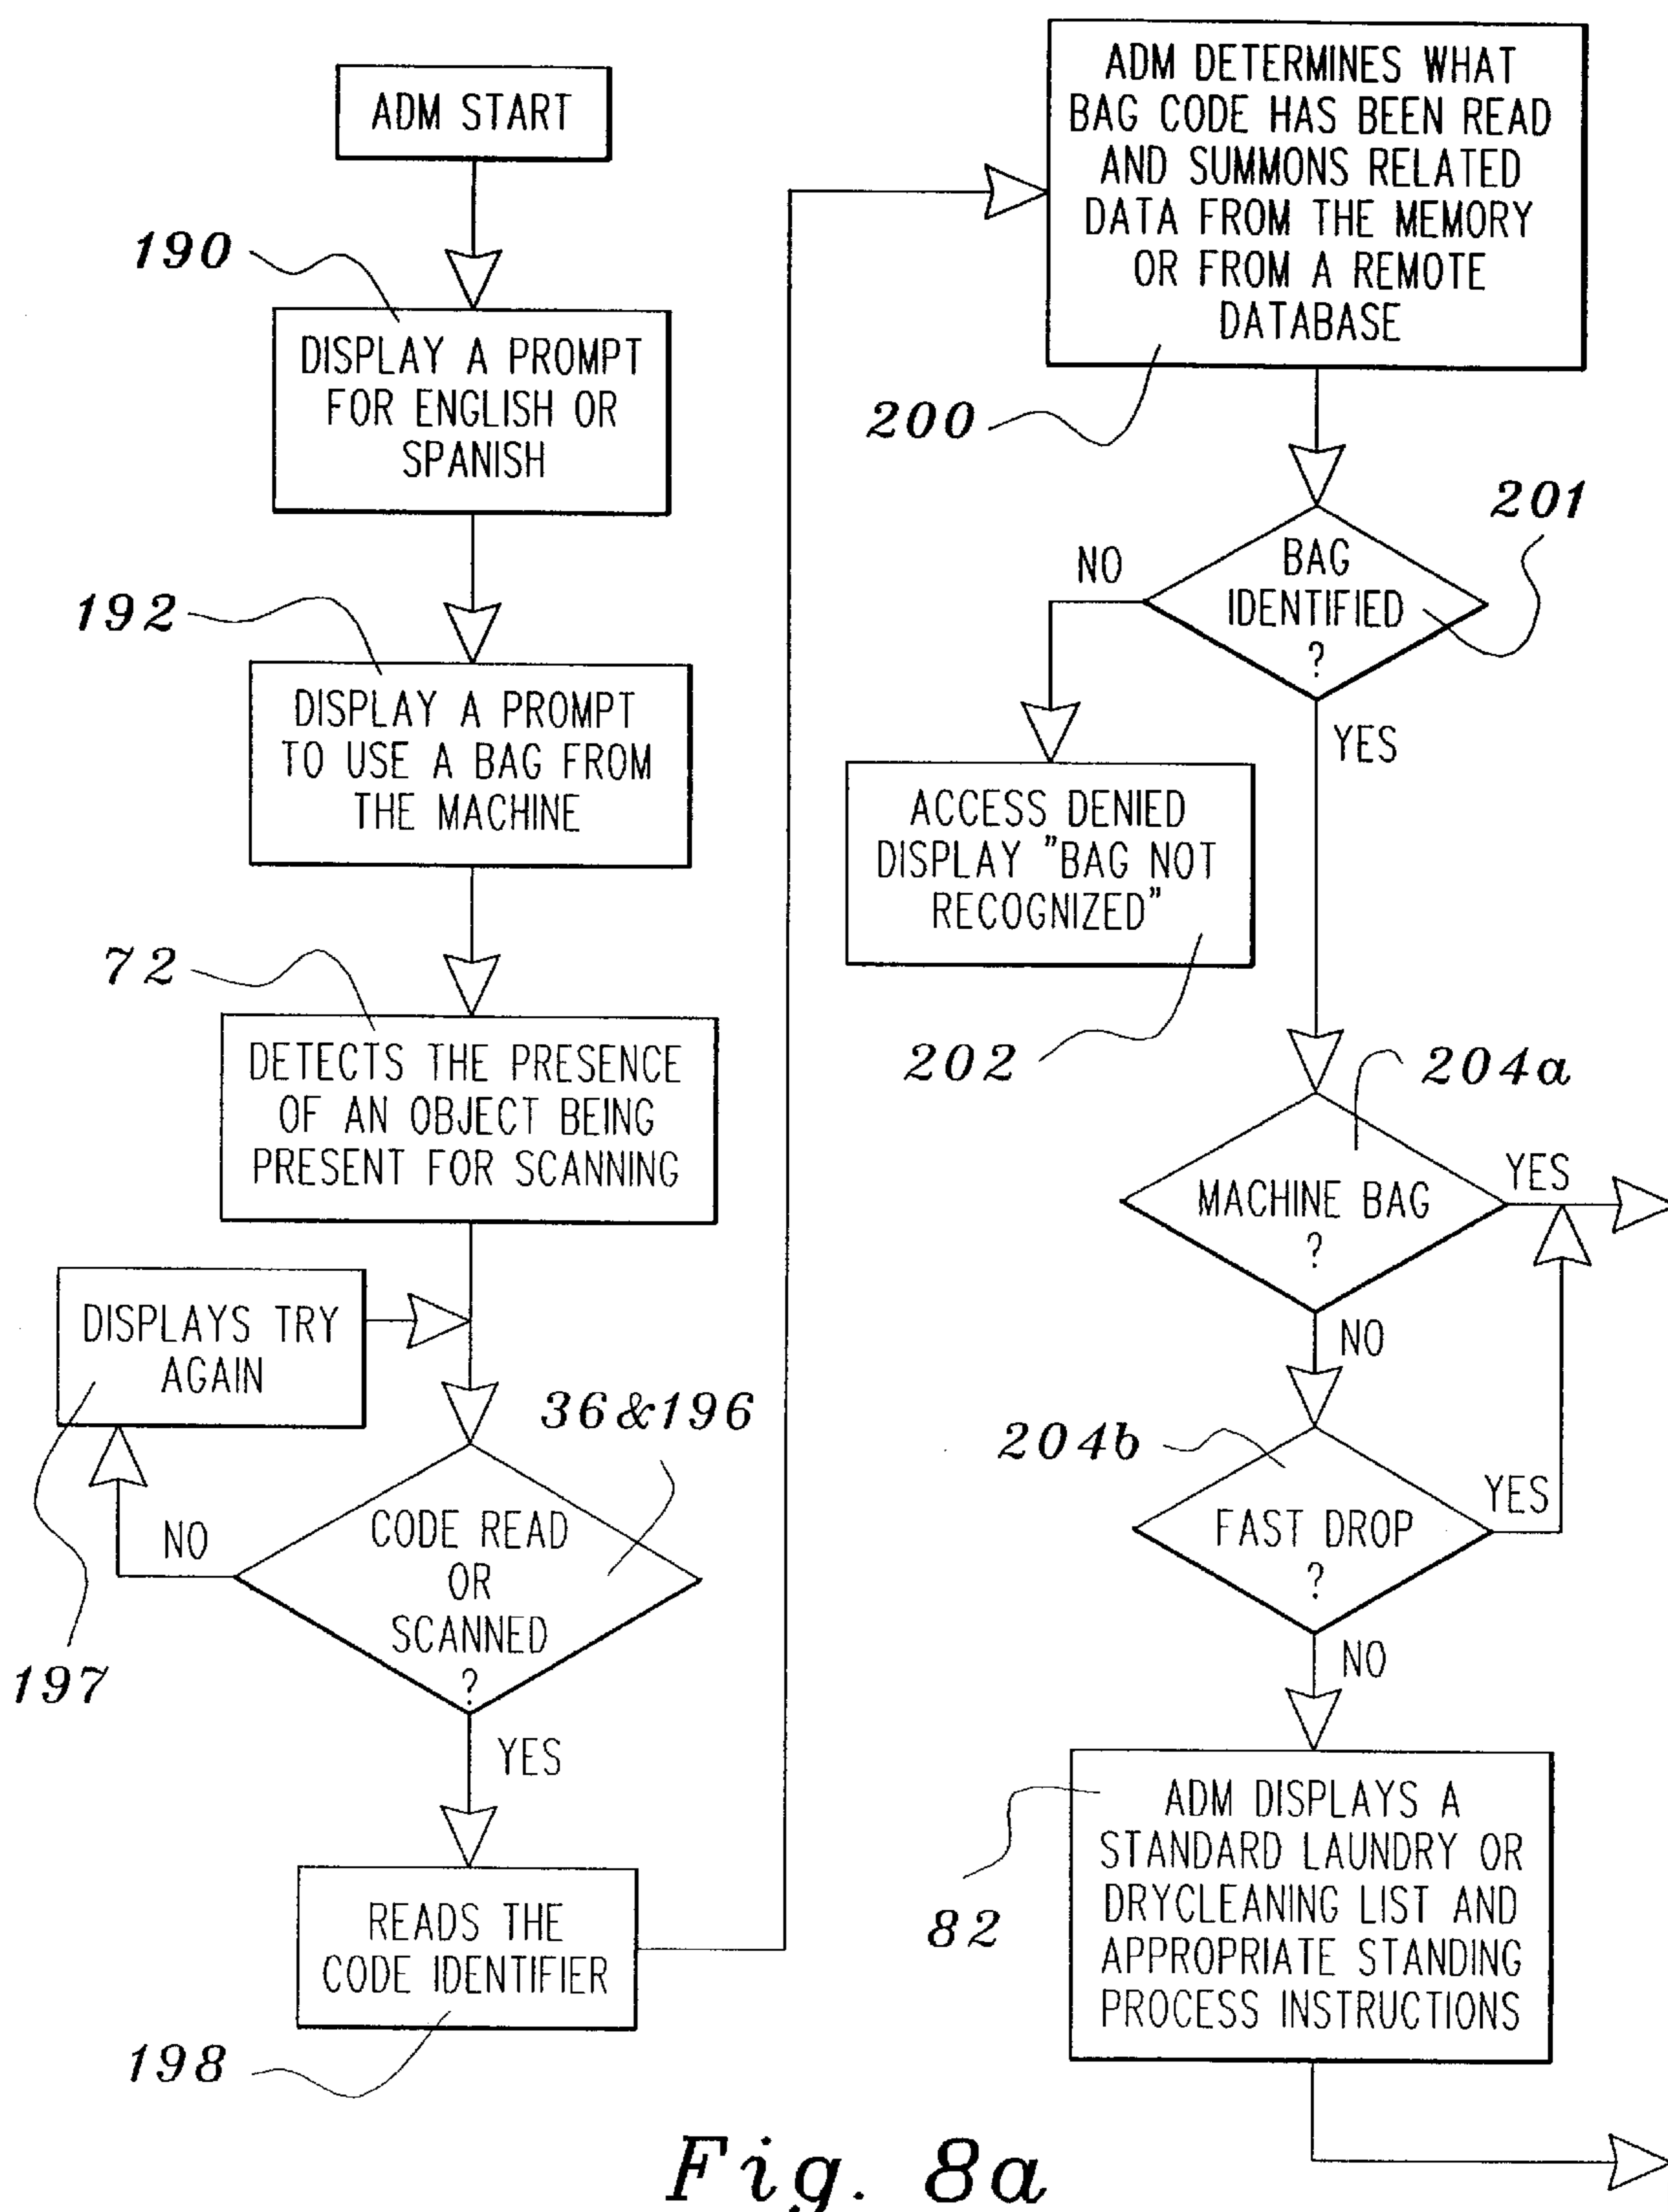 ADM START
190
DISPLAY A PROMPT
FOR ENGLISH OR
SPANISH
192
DISPLAY A PROMPT
TO USE A BAG FROM
THE MACHINE
72
DETECTS THE PRESENCE
OF AN OBJECT BEING
PRESENT FOR SCANNING
DISPLAYS TRY
AGAIN
197
36&196
CODE READ
OR
SCANNED
?
NO
YES
READS THE
CODE IDENTIFIER
198
ADM DETERMINES WHAT
BAG CODE HAS BEEN READ
AND SUMMONS RELATED
DATA FROM THE MEMORY
OR FROM A REMOTE
DATABASE
200
201
BAG
IDENTIFIED
?
NO
YES
ACCESS DENIED
DISPLAY "BAG NOT
RECOGNIZED"
202
204a
MACHINE BAG
?
YES
NO
204b
FAST DROP
?
YES
NO
ADM DISPLAYS A
STANDARD LAUNDRY OR
DRYCLEANING LIST AND
APPROPRIATE STANDING
PROCESS INSTRUCTIONS
82
Fig. 8a